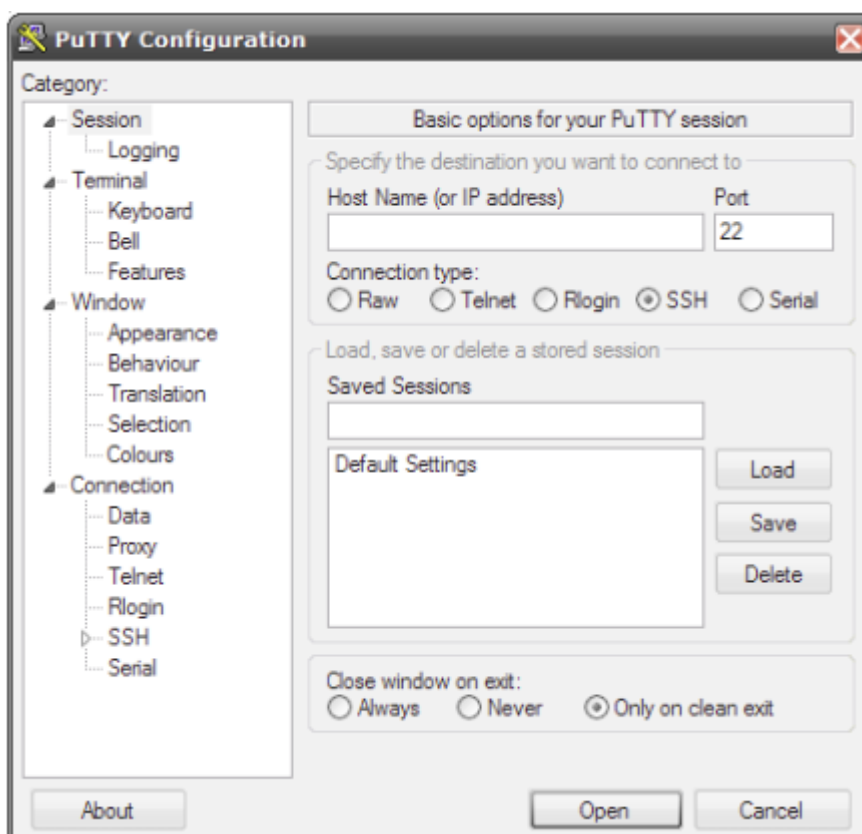 PuTTY Configuration
Category:
Session
Logging
Terminal
Keyboard
Bell
Features
Window
Appearance
Behaviour
Translation
Selection
Colours
Connection
Data
Proxy
Telnet
Rlogin
SSH
Serial
Basic options for your PuTTY session
Specify the destination you want to connect to
Host Name (or IP address) Port
22
Connection type:
Raw Telnet Rlogin SSH Serial
Load, save or delete a stored session
Saved Sessions
Default Settings
Load
Save
Delete
Close window on exit:
Always Never Only on clean exit
About Open Cancel